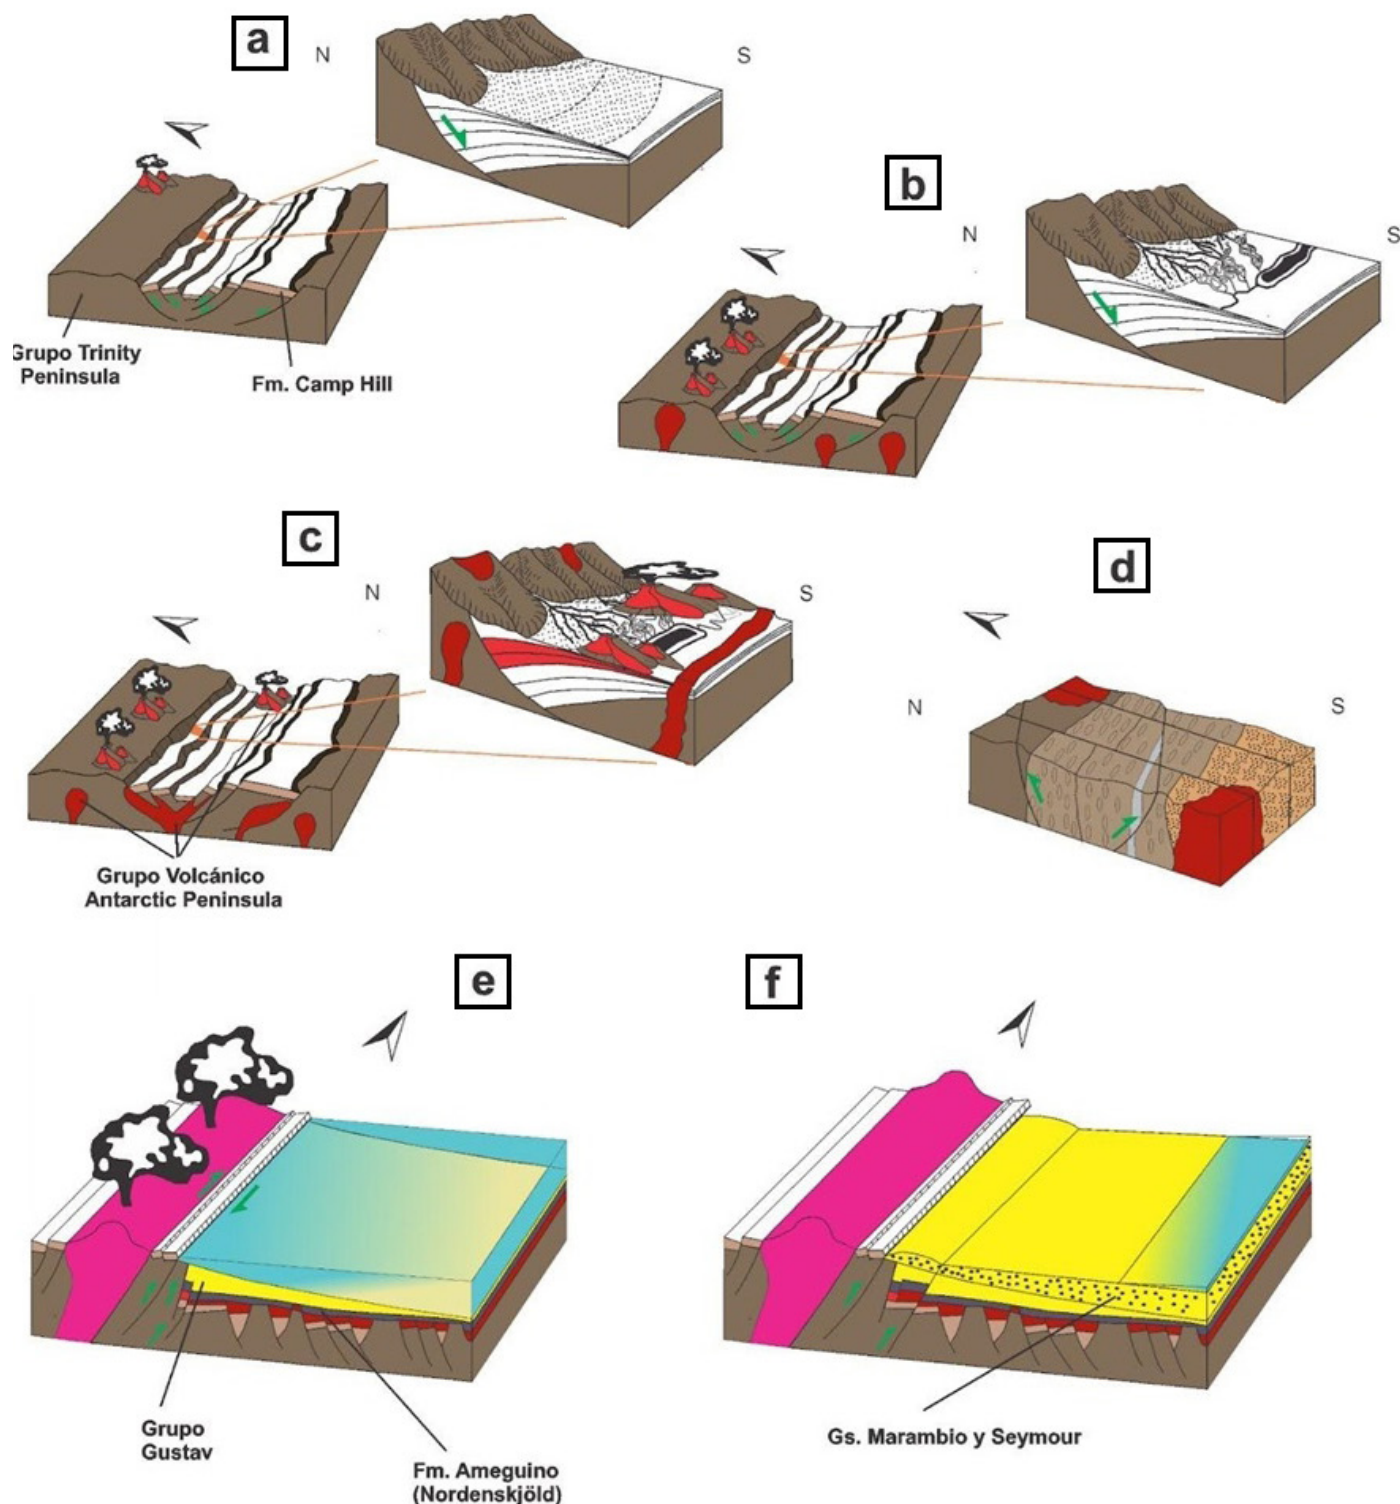 a
N
S
Grupo Trinity
Peninsula
Fm. Camp Hill
b
N
S
c
N
S
Grupo Volcánico
Antarctic Peninsula
d
N
S
e
Grupo
Gustav
Fm. Ameguino
(Nordenskjöld)
f
Gs. Marambio y Seymour